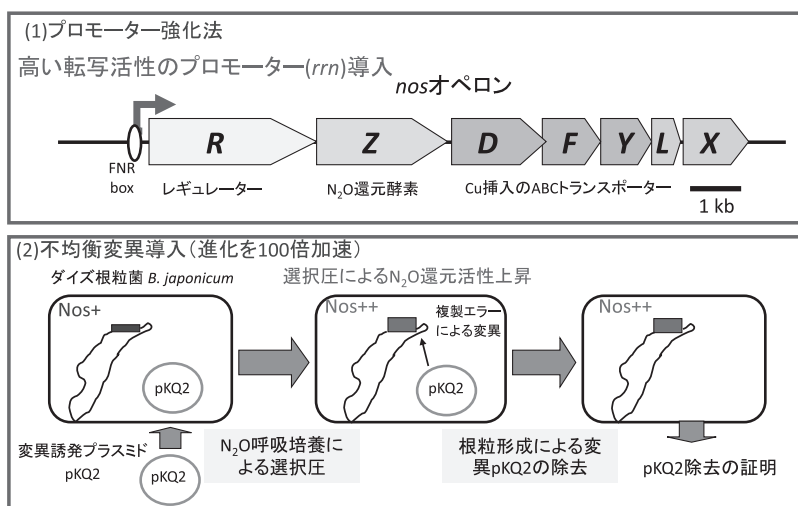 (1)プロモーター強化法
高い転写活性のプロモーター(rrn)導入
nosオペロン
R Z D F Y L X
FNR
box
レギュレーター
N₂O還元酵素
Cu挿入のABCトランスポーター
1 kb
(2)不均衡変異導入(進化を100倍加速)
ダイズ根粒菌 B. japonicum
選択圧によるN₂O還元活性上昇
Nos+
pKQ2
Nos++
複製エラー
による変異
pKQ2
Nos++
変異誘発プラスミド
pKQ2
pKQ2
N₂O呼吸培養に
よる選択圧
根粒形成による変
異pKQ2の除去
pKQ2除去の証明